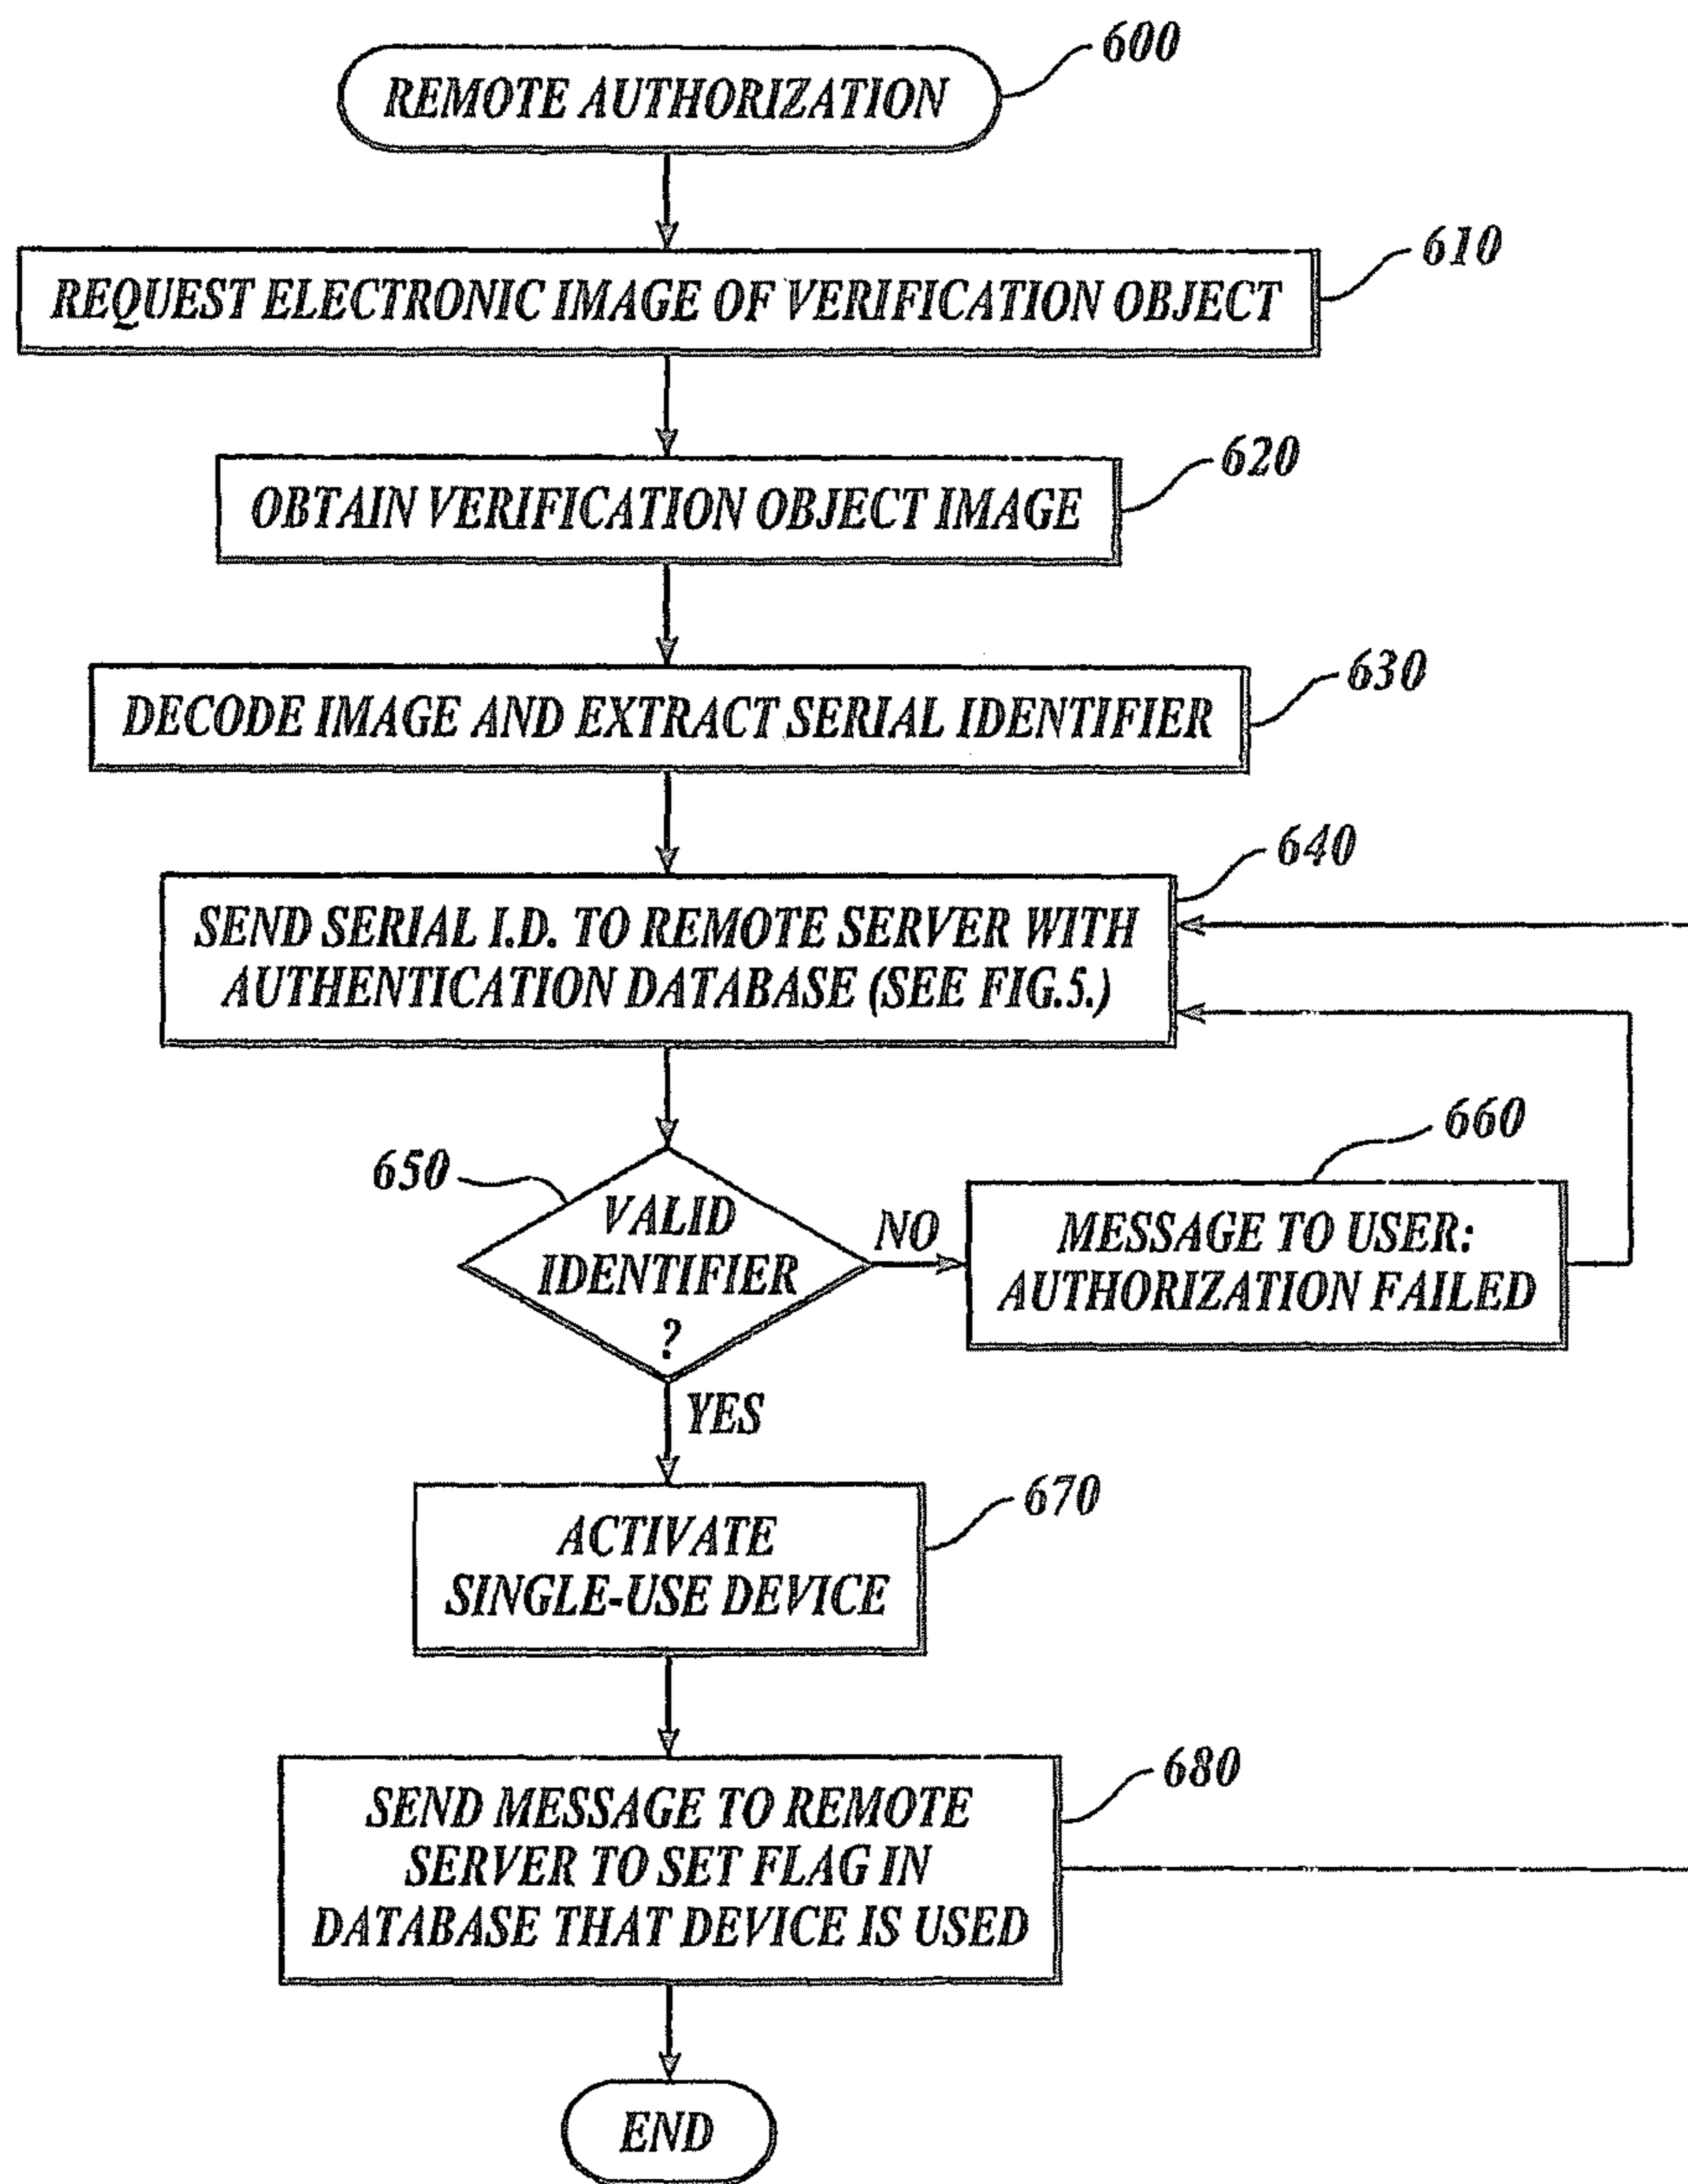 600
REMOTE AUTHORIZATION
610
REQUEST ELECTRONIC IMAGE OF VERIFICATION OBJECT
620
OBTAIN VERIFICATION OBJECT IMAGE
630
DECODE IMAGE AND EXTRACT SERIAL IDENTIFIER
640
SEND SERIAL I.D. TO REMOTE SERVER WITH
AUTHENTICATION DATABASE (SEE FIG.5.)
650
VALID
IDENTIFIER
?
NO
660
MESSAGE TO USER:
AUTHORIZATION FAILED
YES
670
ACTIVATE
SINGLE-USE DEVICE
680
SEND MESSAGE TO REMOTE
SERVER TO SET FLAG IN
DATABASE THAT DEVICE IS USED
END